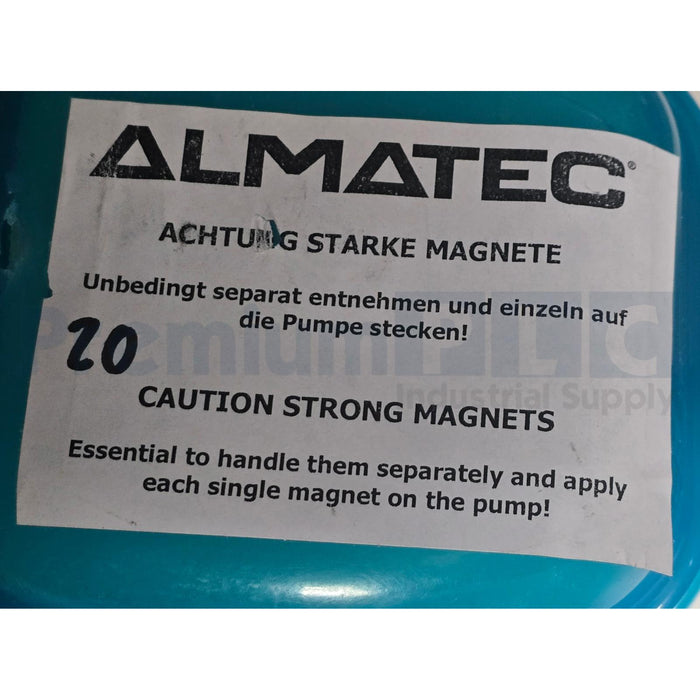 ALMATEC®
ACHTUNG STARKE MAGNETE
Unbedingt separat entnehmen und einzeln auf
die Pumpe stecken!
20
PremiumPLC
Industrial Supply
CAUTION STRONG MAGNETS
Essential to handle them separately and apply
each single magnet on the pump!